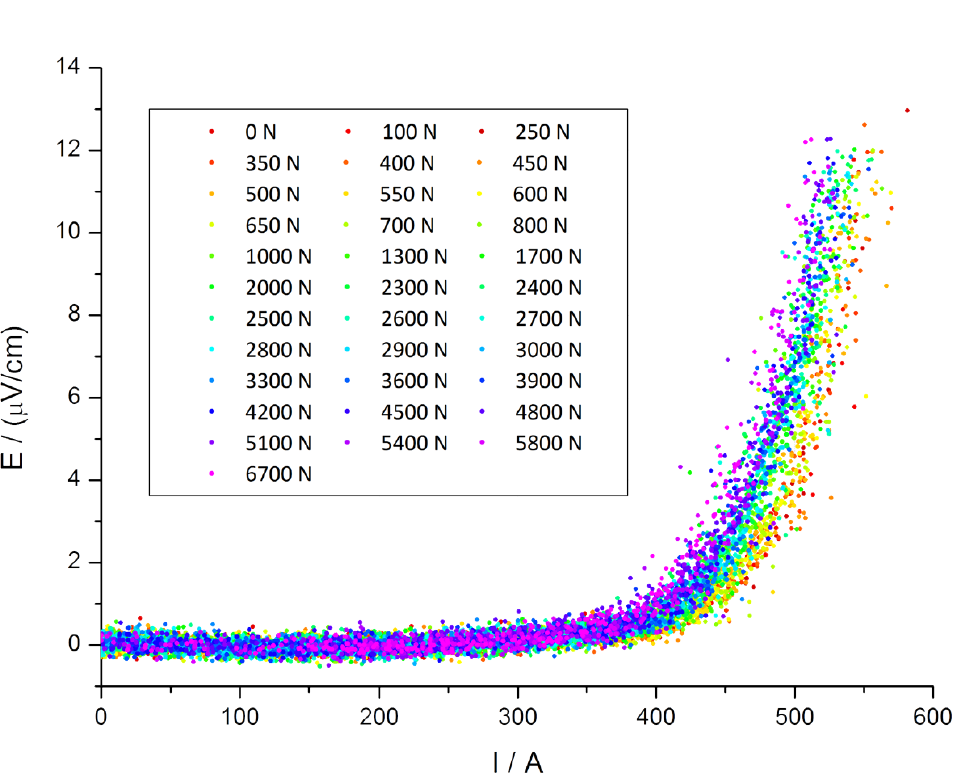 14
12
10
8
6
4
2
0
E / (μV/cm)
0 N 100 N 250 N
350 N 400 N 450 N
500 N 550 N 600 N
650 N 700 N 800 N
1000 N 1300 N 1700 N
2000 N 2300 N 2400 N
2500 N 2600 N 2700 N
2800 N 2900 N 3000 N
3300 N 3600 N 3900 N
4200 N 4500 N 4800 N
5100 N 5400 N 5800 N
6700 N
0 100 200 300 400 500 600
I / A